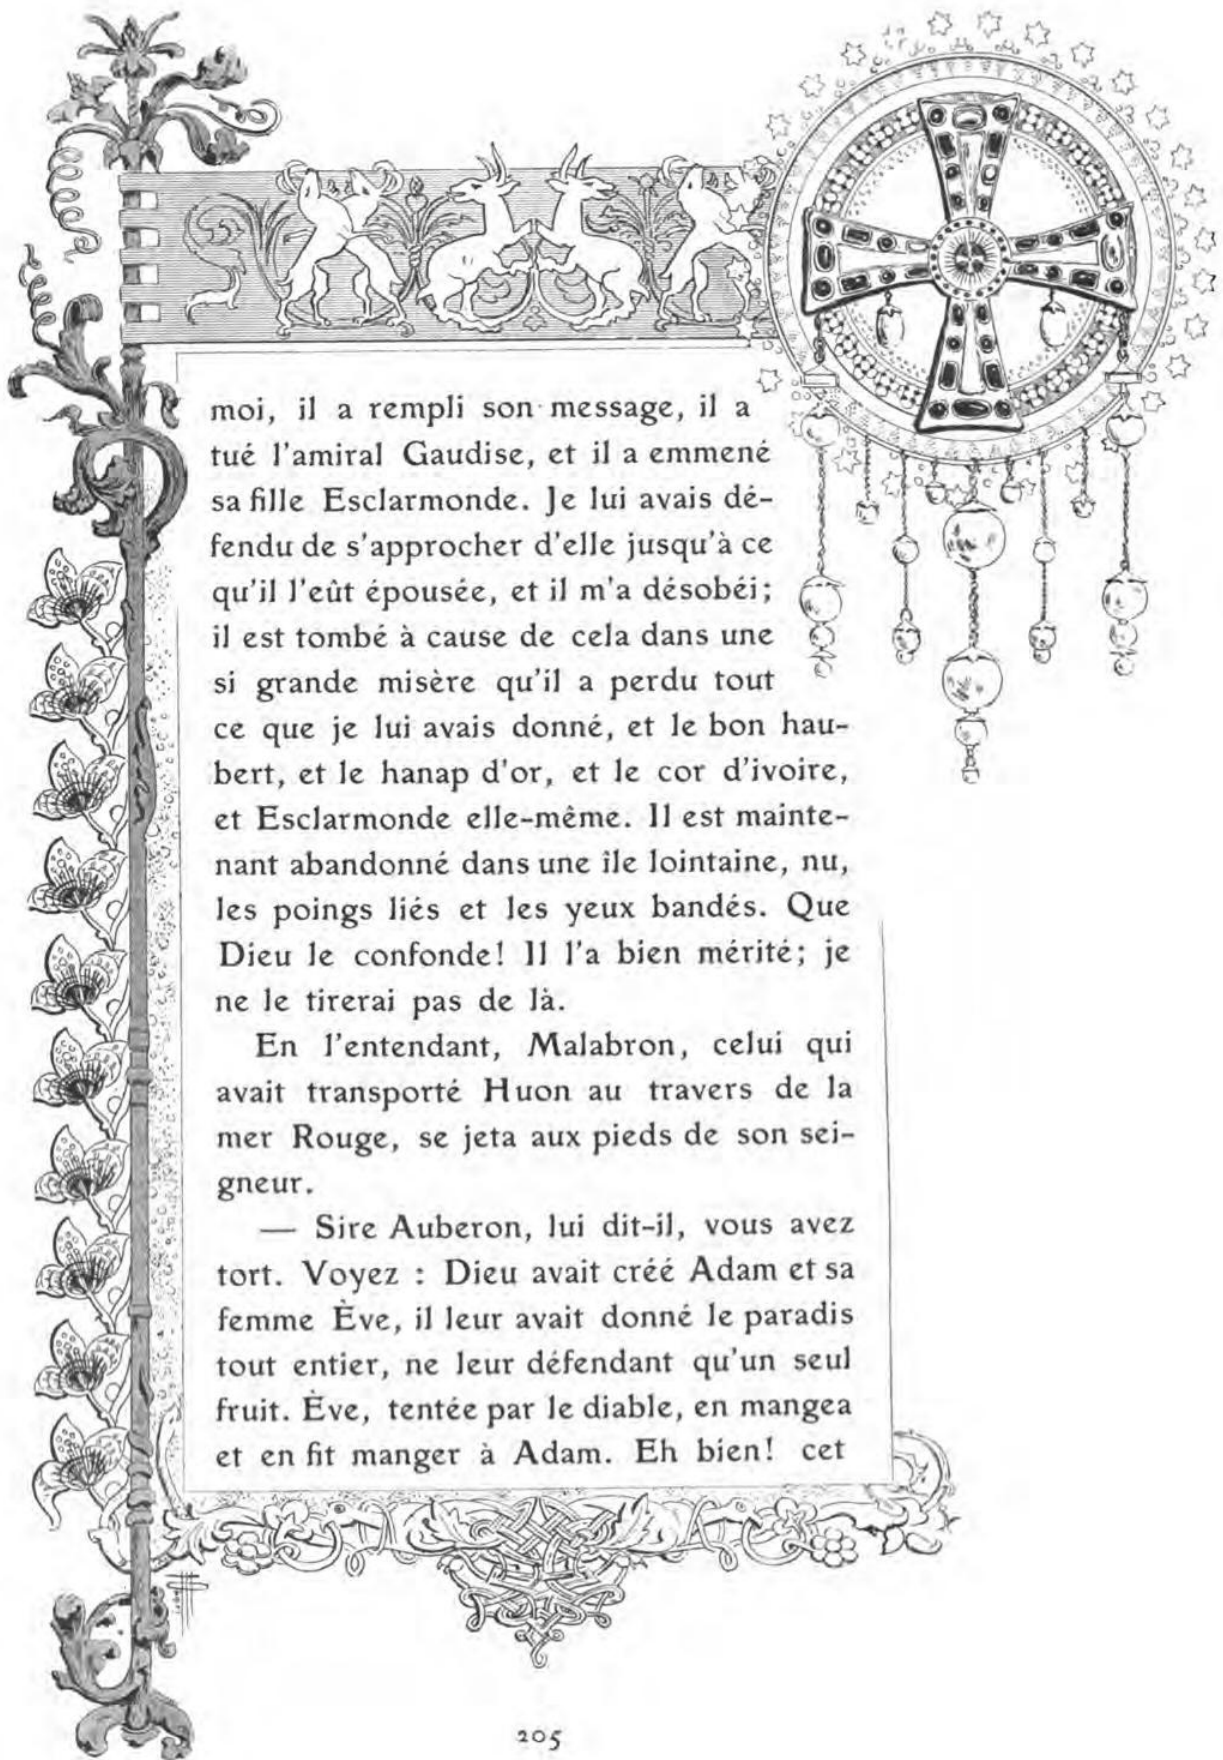 moi, il a rempli son message, il a
tué l'amiral Gaudise, et il a emmené
sa fille Esclarmonde. Je lui avais dé-
fendu de s'approcher d'elle jusqu'à ce
qu'il l'eût épousée, et il m'a désobéi;
il est tombé à cause de cela dans une
si grande misère qu'il a perdu tout
ce que je lui avais donné, et le bon hau-
bert, et le hanap d'or, et le cor d'ivoire,
et Esclarmonde elle-même. Il est mainte-
nant abandonné dans une île lointaine, nu,
les poings liés et les yeux bandés. Que
Dieu le confonde! Il l'a bien mérité; je
ne le tirerai pas de là.
En l'entendant, Malabron, celui qui
avait transporté Huon au travers de la
mer Rouge, se jeta aux pieds de son sei-
gneur.
— Sire Auberon, lui dit-il, vous avez
tort. Voyez : Dieu avait créé Adam et sa
femme Ève, il leur avait donné le paradis
tout entier, ne leur défendant qu'un seul
fruit. Ève, tentée par le diable, en mangea
et en fit manger à Adam. Eh bien! cet
205